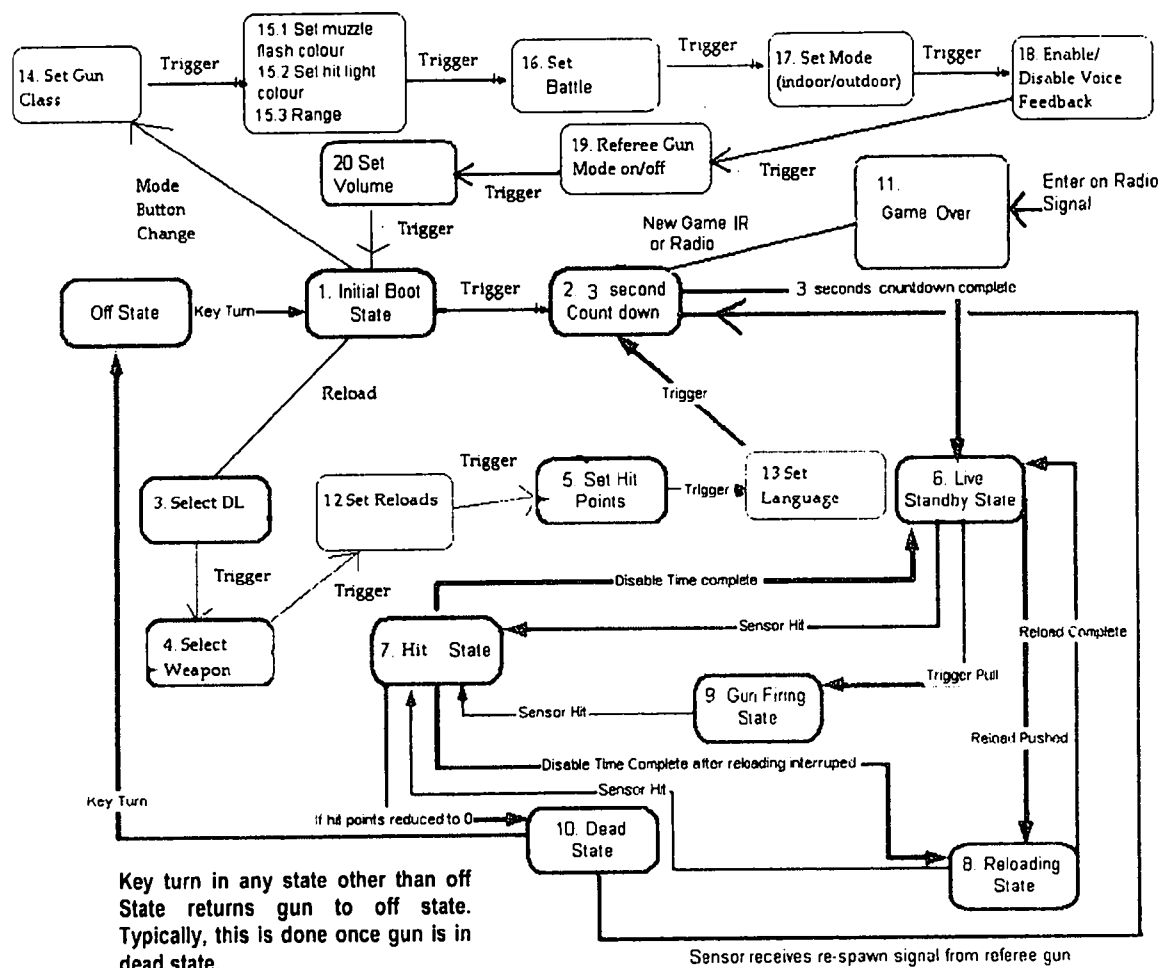 15.1 Set muzzle
flash colour
15.2 Set hit light
colour
15.3 Range
14. Set Gun
Class
Trigger
Trigger
16. Set
Battle
Trigger
17. Set Mode
(indoor/outdoor)
Trigger
18. Enable/
Disable Voice
Feedback
20 Set
Volume
Trigger
19. Referee Gun
Mode on/off
Trigger
11.
Game Over
Enter on Radio
Signal
Mode
Button
Change
Trigger
New Game IR
or Radio
Off State
Key Turn
1. Initial Boot
State
Trigger
2. 3 second
Count down
3 seconds countdown complete
Reload
Trigger
3. Select DL
Trigger
12 Set Reloads
Trigger
5. Set Hit
Points
Trigger
13 Set
Language
6. Live
Standby State
Trigger
Trigger
4. Select
Weapon
Disable Time complete
7. Hit State
Sensor Hit
Reload Complete
Trigger Pull
9 Gun Firing
State
Sensor Hit
Reload Pushed
Disable Time Complete after reloading interruped
Sensor Hit
Key Turn
If hit points reduced to 0
10. Dead
State
8. Reloading
State
Key turn in any state other than off
State returns gun to off state.
Typically, this is done once gun is in
dead state
Sensor receives re-spawn signal from referee gun